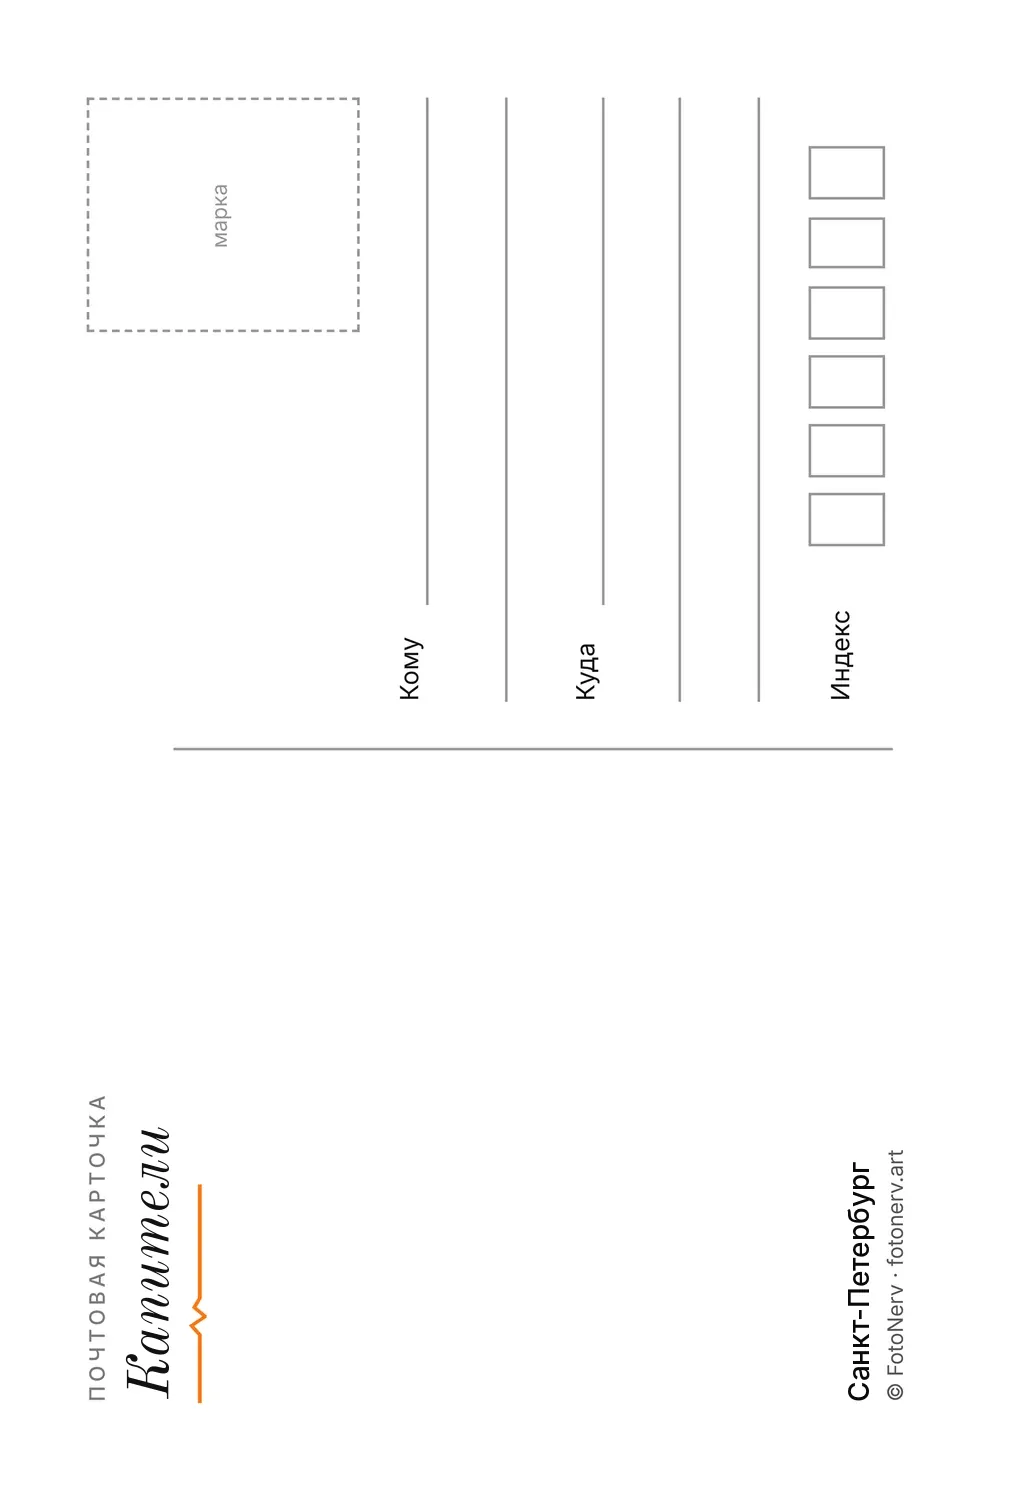 ПОЧТОВАЯ КАРТОЧКА
Капители
марка
Кому
Куда
Индекс
Санкт-Петербург
© FotoNerv · fotonerv.art